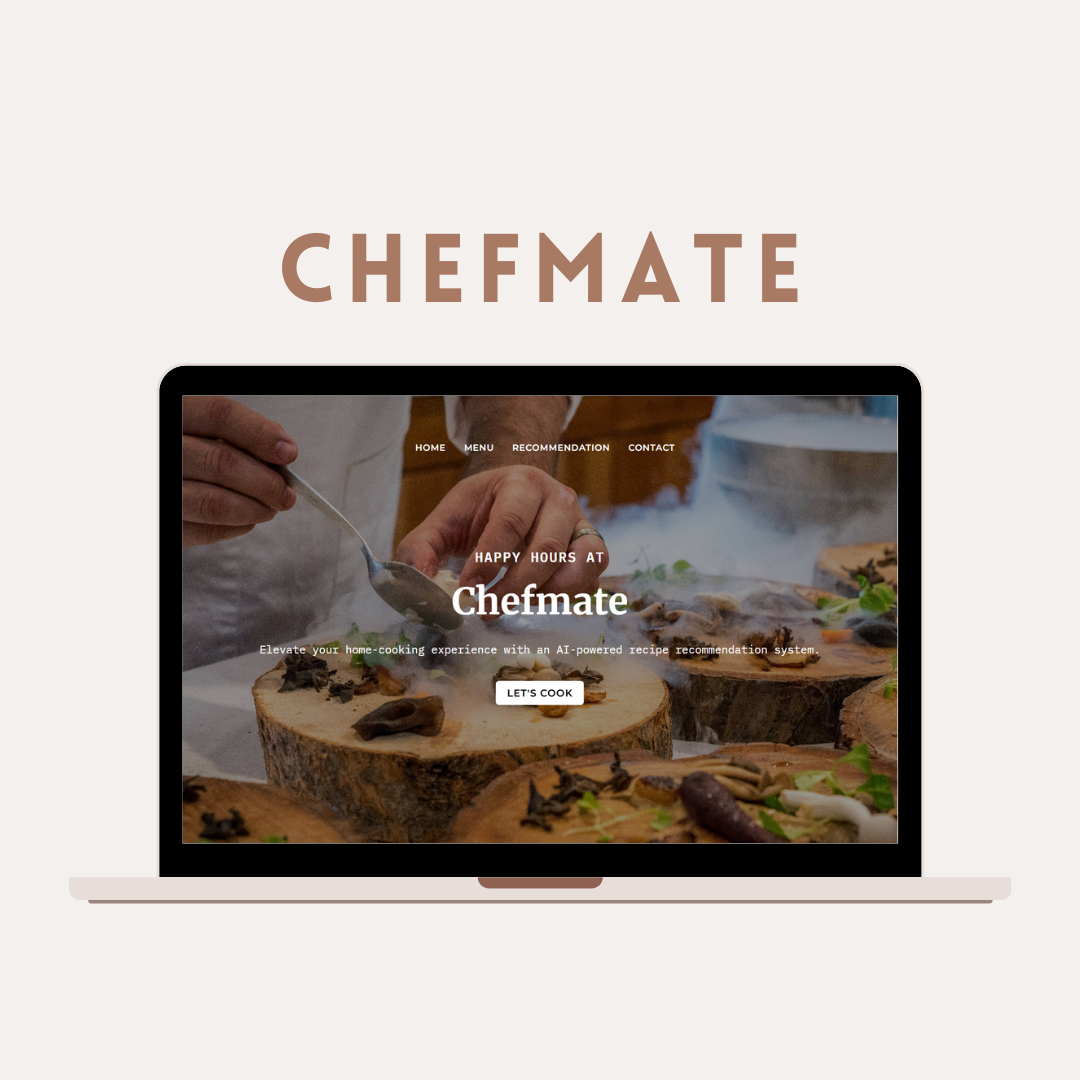 CHEFMATE
HOME MENU RECOMMENDATION CONTACT
HAPPY HOURS AT
Chefmate
Elevate your home-cooking experience with an AI-powered recipe recommendation system.
LET'S COOK